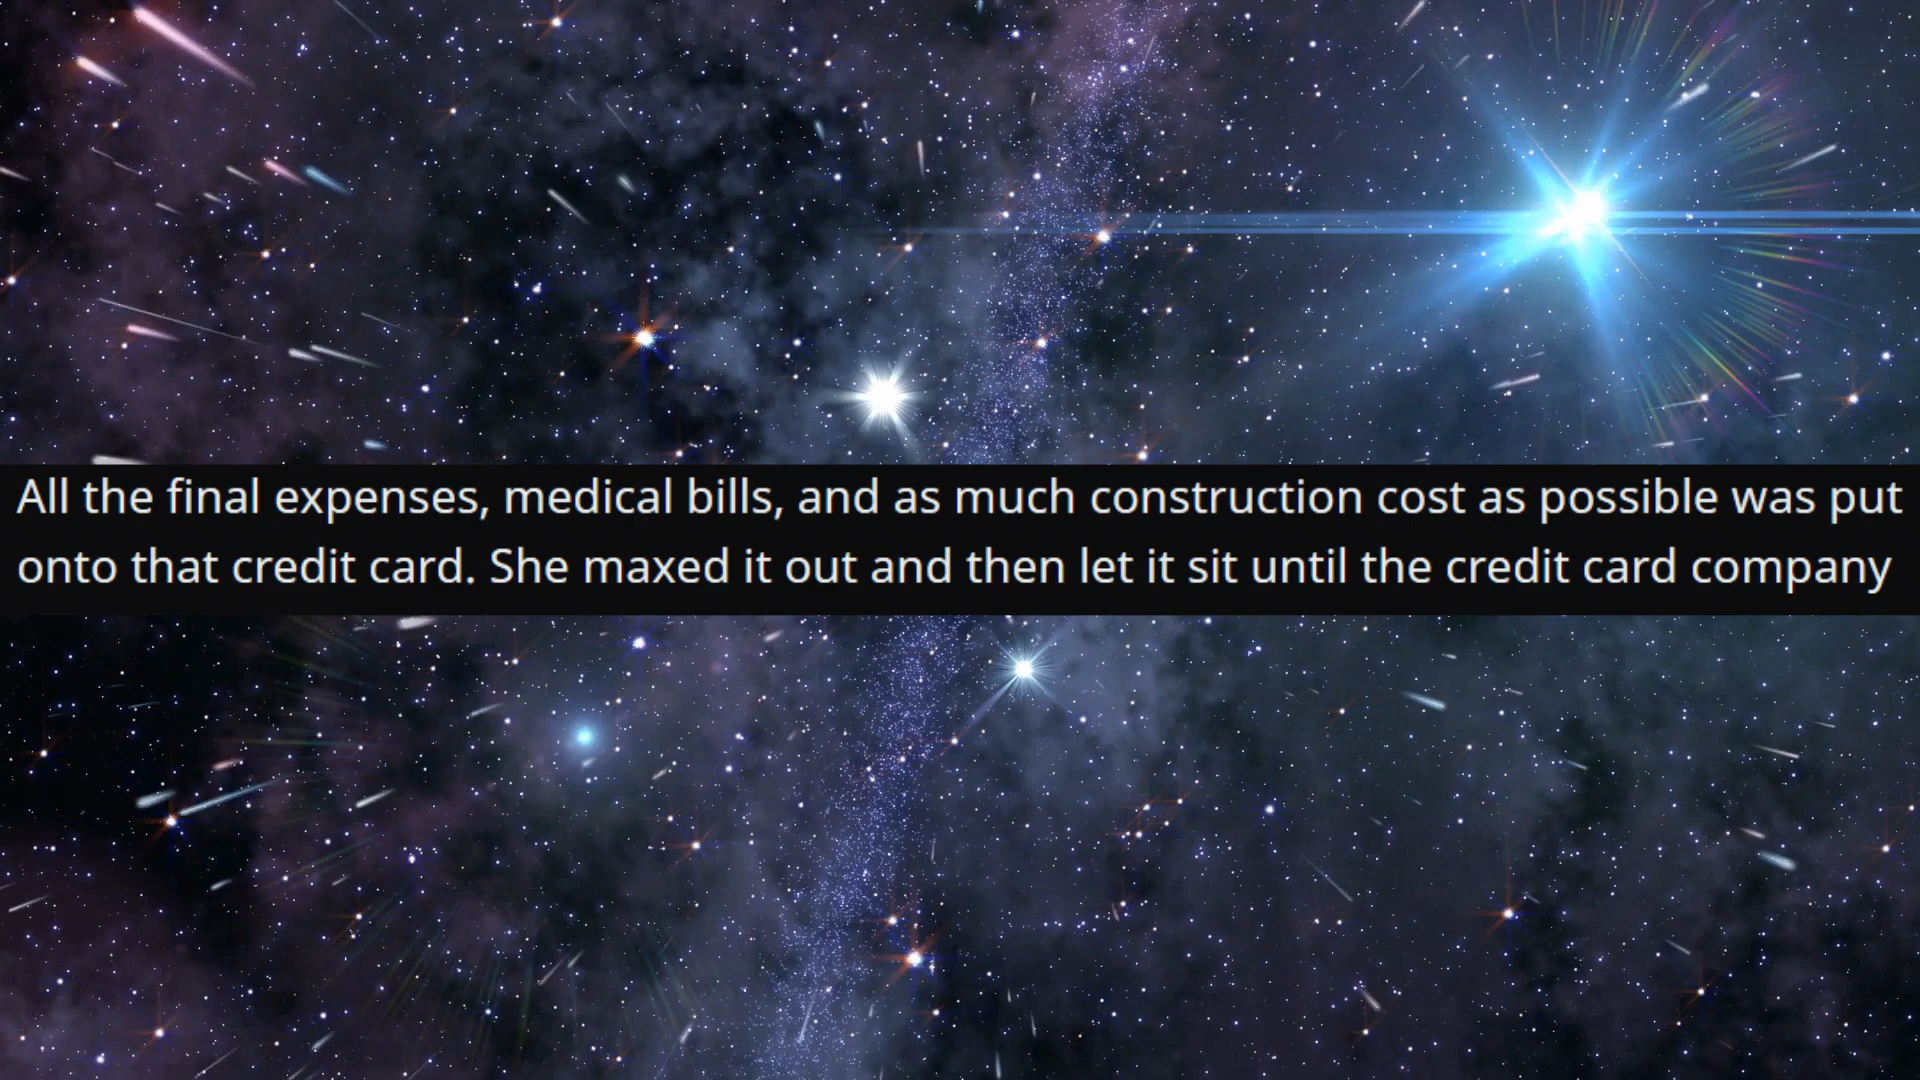 All the final expenses, medical bills, and as much construction cost as possible was put
onto that credit card. She maxed it out and then let it sit until the credit card company